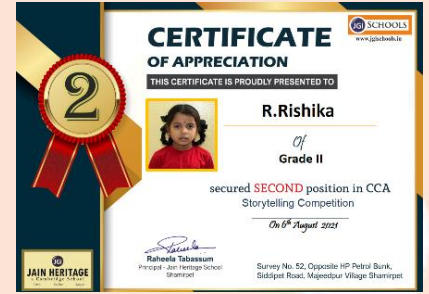 CERTIFICATE
OF APPRECIATION
JGI SCHOOLS
www.jgischools.in
THIS CERTIFICATE IS PROUDLY PRESENTED TO
2
R.Rishika
Of
Grade II
secured SECOND position in CCA
Storytelling Competition
On 6th August 2021
Raheela Tabassum
Principal - Jain Heritage School
Shamirpet
JGI
JAIN HERITAGE
a Cambridge School
Survey No. 52, Opposite HP Petrol Bunk,
Siddipet Road, Majeedpur Village Shamirpet